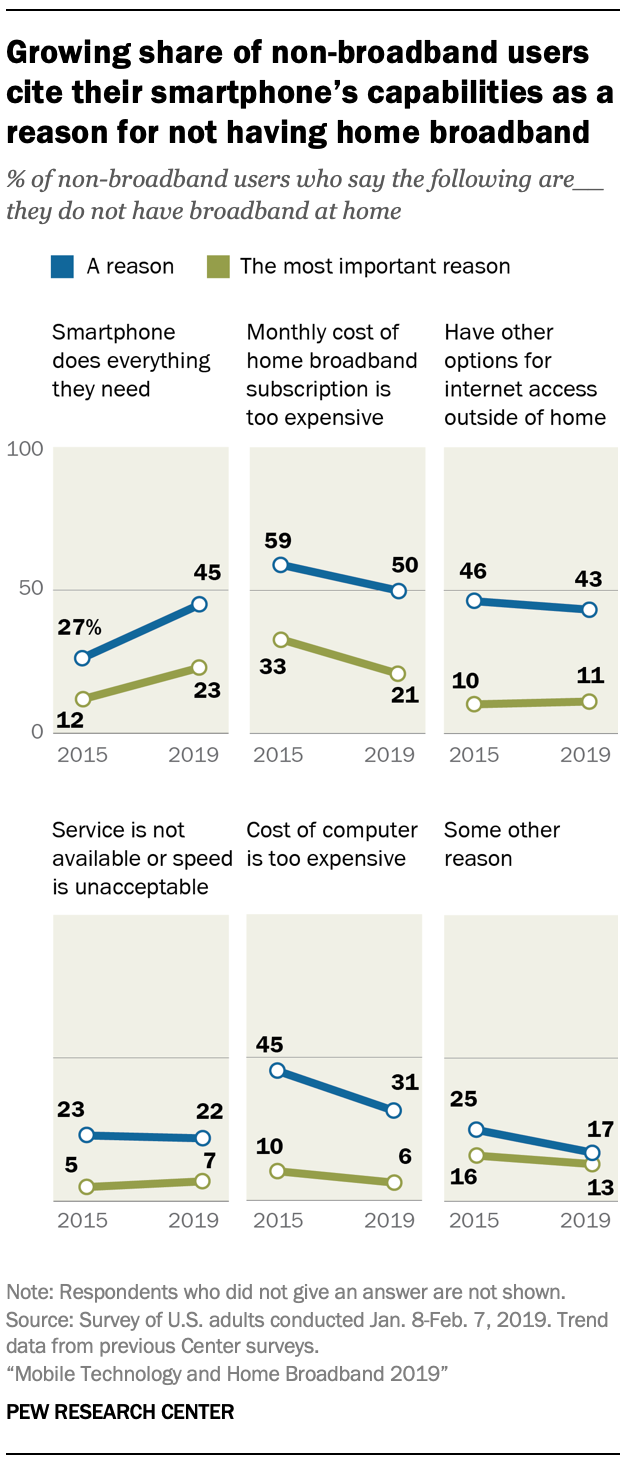 Growing share of non-broadband users
cite their smartphone’s capabilities as a
reason for not having home broadband
% of non-broadband users who say the following are__
they do not have broadband at home
A reason
The most important reason
Smartphone
does everything
they need
Monthly cost of
home broadband
subscription is
too expensive
Have other
options for
internet access
outside of home
100
50
0
27%
45
12
23
2015 2019
59
50
33
21
2015 2019
46
43
10
11
2015 2019
Service is not
available or speed
is unacceptable
Cost of computer
is too expensive
Some other
reason
23
22
5
7
2015 2019
45
31
10
6
2015 2019
25
17
16
13
2015 2019
Note: Respondents who did not give an answer are not shown.
Source: Survey of U.S. adults conducted Jan. 8-Feb. 7, 2019. Trend
data from previous Center surveys.
“Mobile Technology and Home Broadband 2019”
PEW RESEARCH CENTER